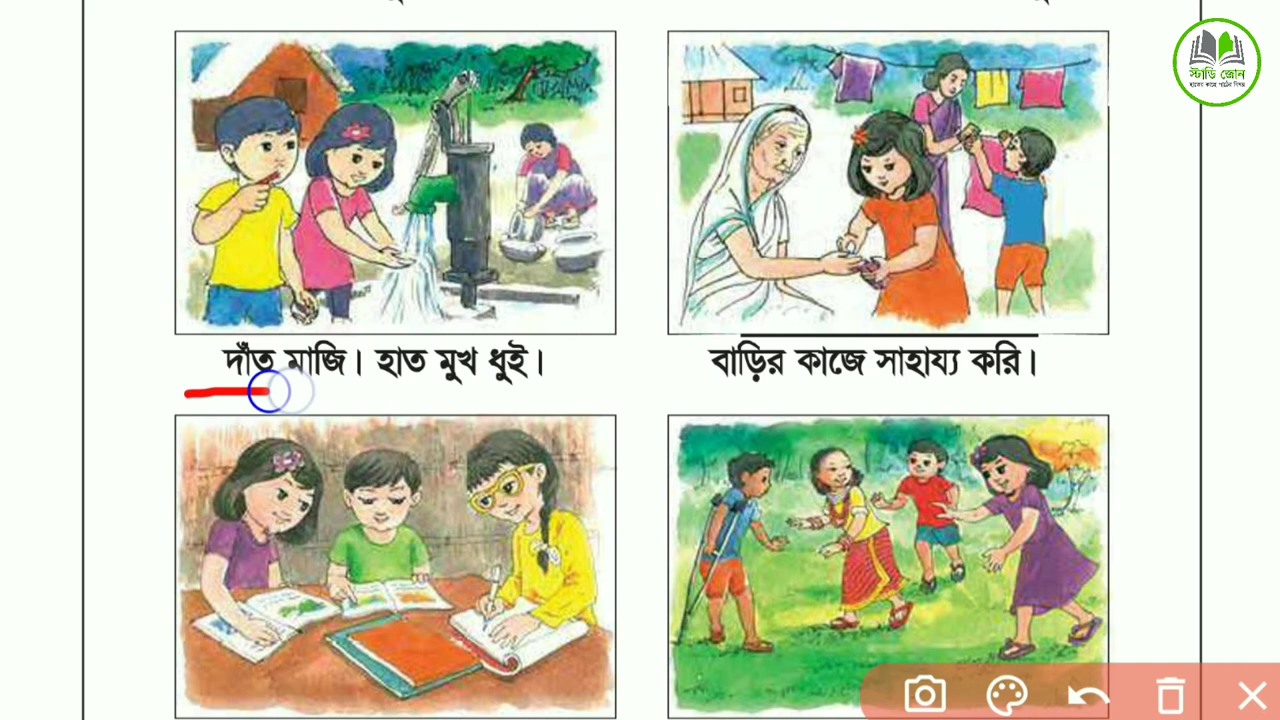 স্টাডি জোন
দাঁত মাজি। হাত মুখ ধুই।
বাড়ির কাজে সাহায্য করি।